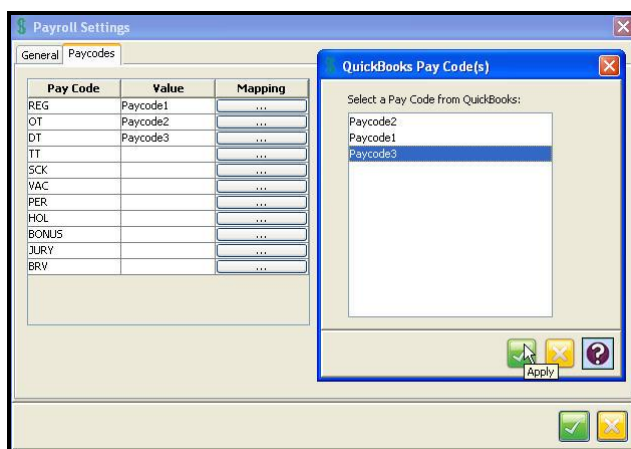 Payroll Settings
General Paycodes
Pay Code Value Mapping
REG Paycode1 ...
OT Paycode2 ...
DT Paycode3 ...
TT ...
SCK ...
VAC ...
PER ...
HOL ...
BONUS ...
JURY ...
BRV ...
QuickBooks Pay Code(s)
Select a Pay Code from QuickBooks:
Paycode2
Paycode1
Paycode3
?
Apply